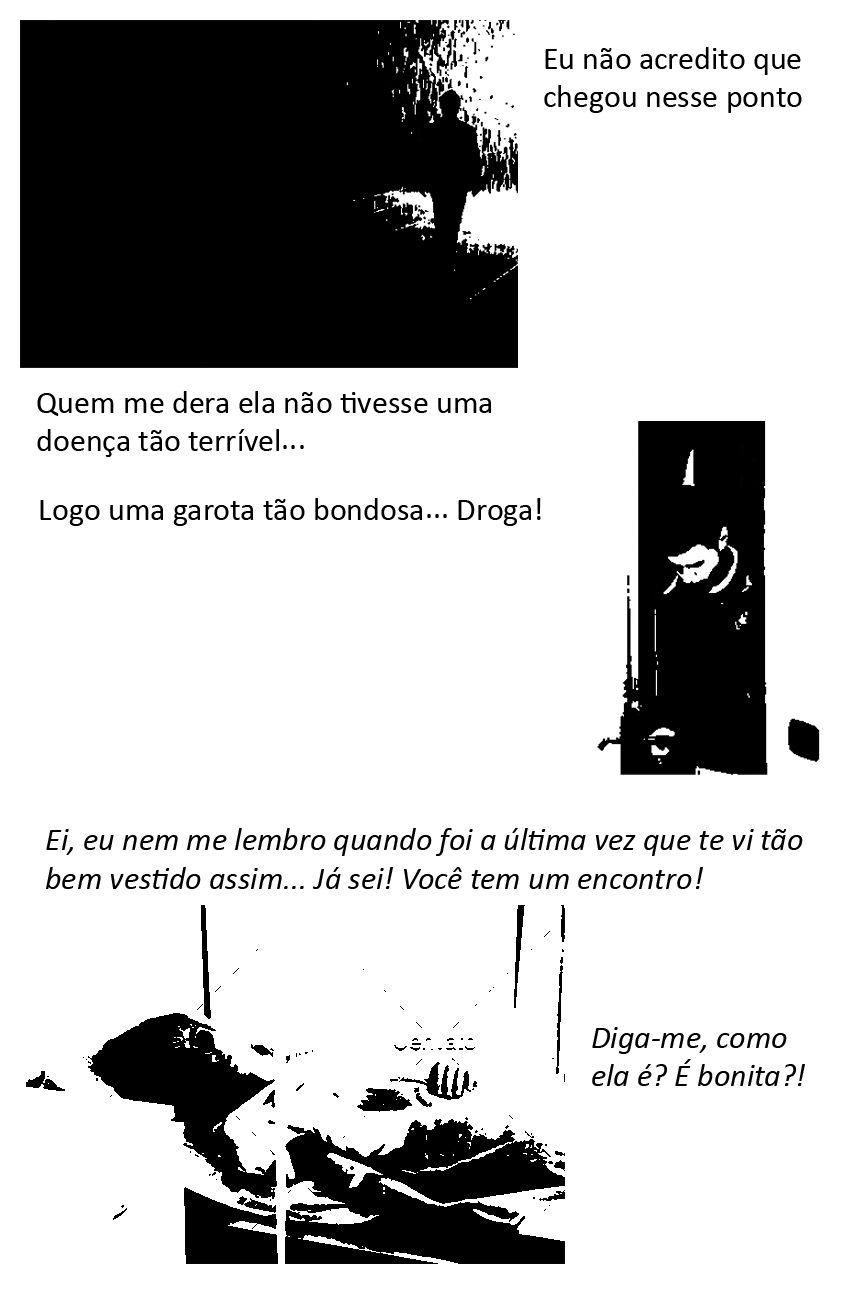 Eu não acredito que
chegou nesse ponto
Quem me dera ela não tivesse uma
doença tão terrível...
Logo uma garota tão bondosa... Droga!
Ei, eu nem me lembro quando foi a última vez que te vi tão
bem vestido assim... Já sei! Você tem um encontro!
Diga-me, como
ela é? É bonita?!